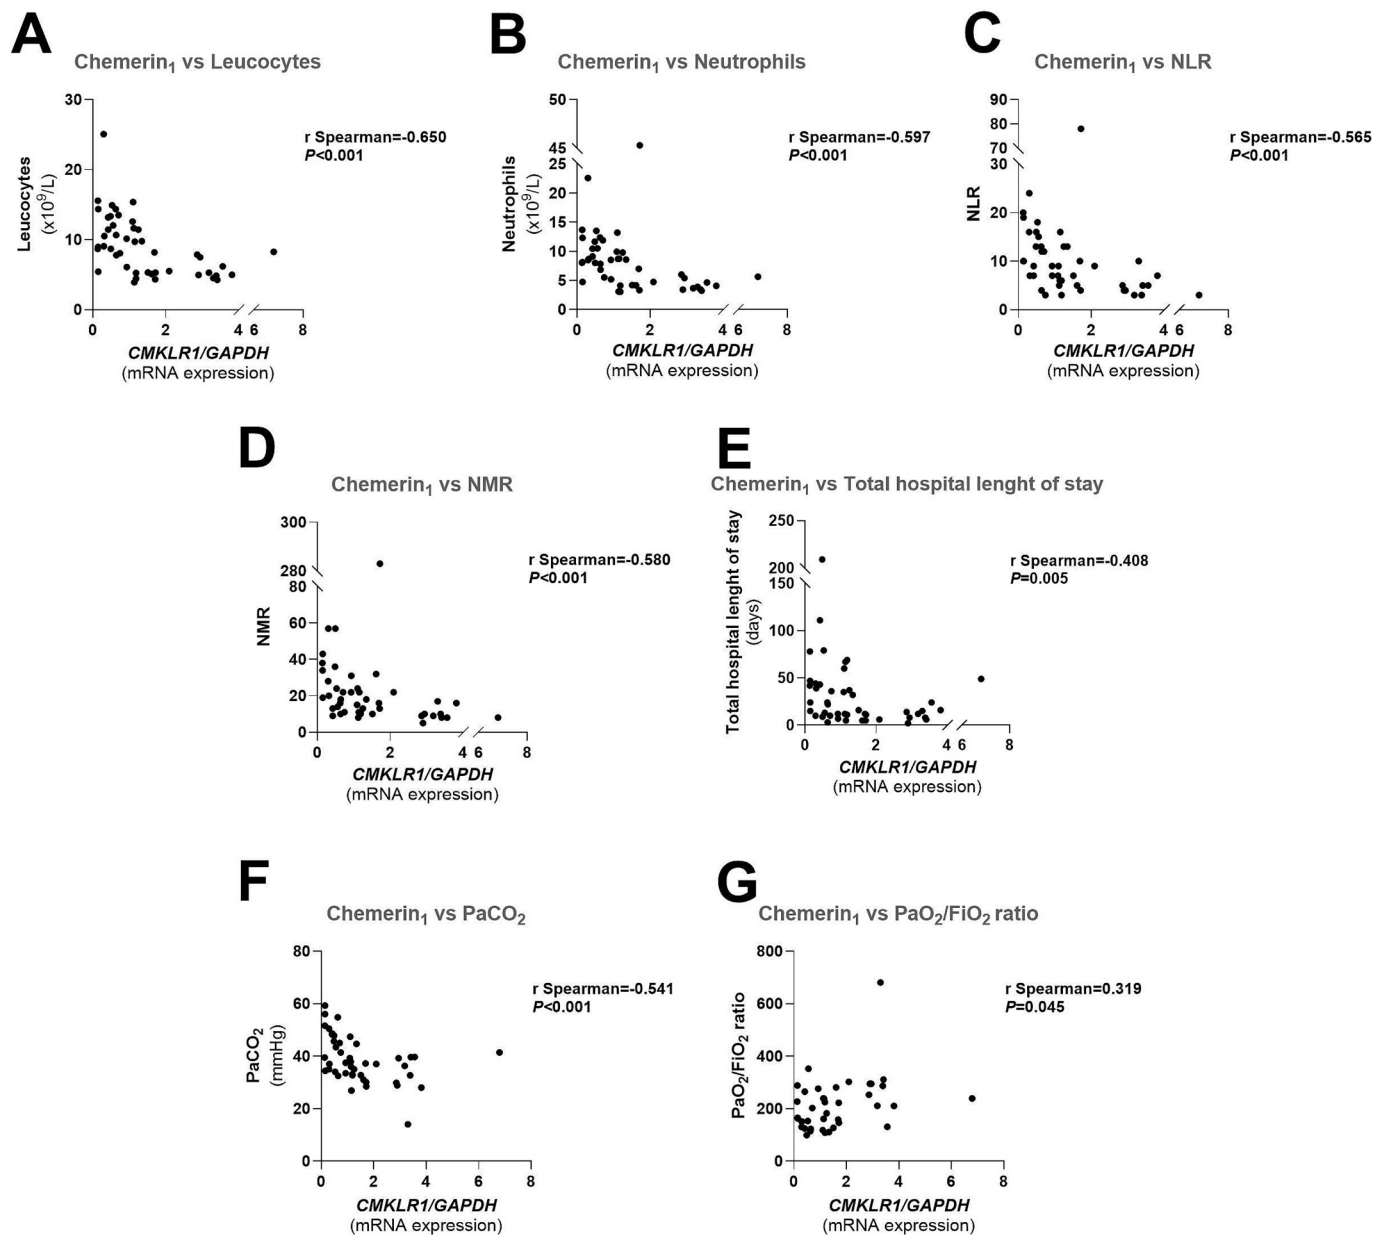 A
Chemerin1 vs Leucocytes
30
20
10
0
Leucocytes
(x10^9/L)
r Spearman=-0.650
P<0.001
0 2 4 6 8
CMKLR1/GAPDH
(mRNA expression)
B
Chemerin1 vs Neutrophils
50
45
25
20
15
10
5
0
Neutrophils
(x10^9/L)
r Spearman=-0.597
P<0.001
0 2 4 6 8
CMKLR1/GAPDH
(mRNA expression)
C
Chemerin1 vs NLR
90
80
70
30
20
10
0
NLR
r Spearman=-0.565
P<0.001
0 2 4 6 8
CMKLR1/GAPDH
(mRNA expression)
D
Chemerin1 vs NMR
300
280
80
60
40
20
0
NMR
r Spearman=-0.580
P<0.001
0 2 4 6 8
CMKLR1/GAPDH
(mRNA expression)
E
Chemerin1 vs Total hospital lenght of stay
250
200
150
100
50
0
Total hospital lenght of stay
(days)
r Spearman=-0.408
P=0.005
0 2 4 6 8
CMKLR1/GAPDH
(mRNA expression)
F
Chemerin1 vs PaCO2
80
60
40
20
0
PaCO2
(mmHg)
r Spearman=-0.541
P<0.001
0 2 4 6 8
CMKLR1/GAPDH
(mRNA expression)
G
Chemerin1 vs PaO2/FiO2 ratio
800
600
400
200
0
PaO2/FiO2 ratio
r Spearman=0.319
P=0.045
0 2 4 6 8
CMKLR1/GAPDH
(mRNA expression)